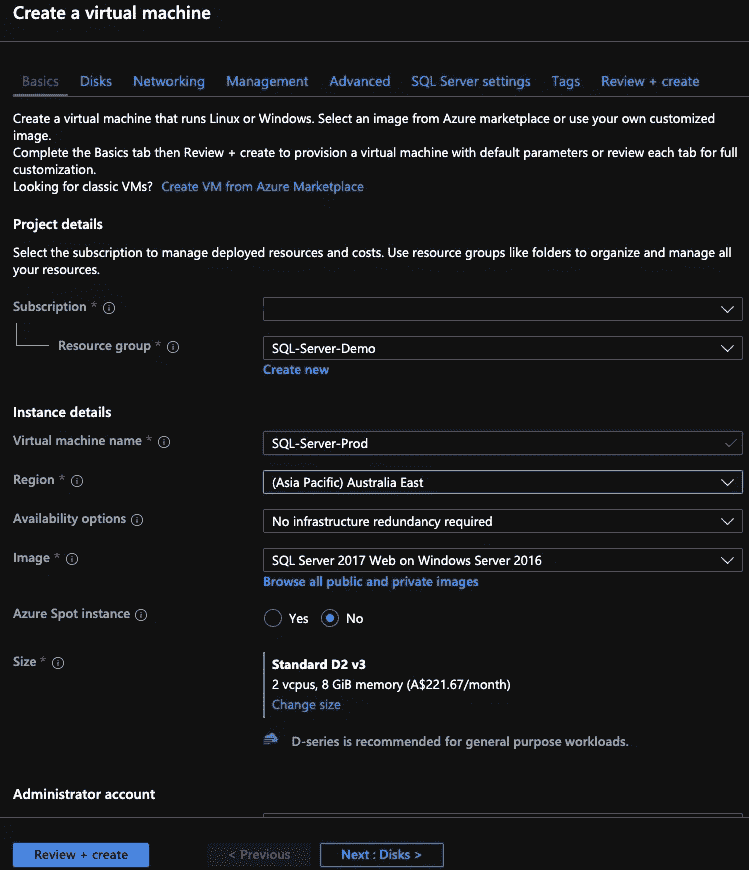 Create a virtual machine
Basics Disks Networking Management Advanced SQL Server settings Tags Review + create
Create a virtual machine that runs Linux or Windows. Select an image from Azure marketplace or use your own customized
image.
Complete the Basics tab then Review + create to provision a virtual machine with default parameters or review each tab for full
customization.
Looking for classic VMs? Create VM from Azure Marketplace
Project details
Select the subscription to manage deployed resources and costs. Use resource groups like folders to organize and manage all
your resources.
Subscription *
Resource group * SQL-Server-Demo
Create new
Instance details
Virtual machine name * SQL-Server-Prod
Region * (Asia Pacific) Australia East
Availability options No infrastructure redundancy required
Image * SQL Server 2017 Web on Windows Server 2016
Browse all public and private images
Azure Spot instance Yes No
Size * Standard D2 v3
2 vcpus, 8 GiB memory (A$221.67/month)
Change size
D-series is recommended for general purpose workloads.
Administrator account
Review + create < Previous Next : Disks >